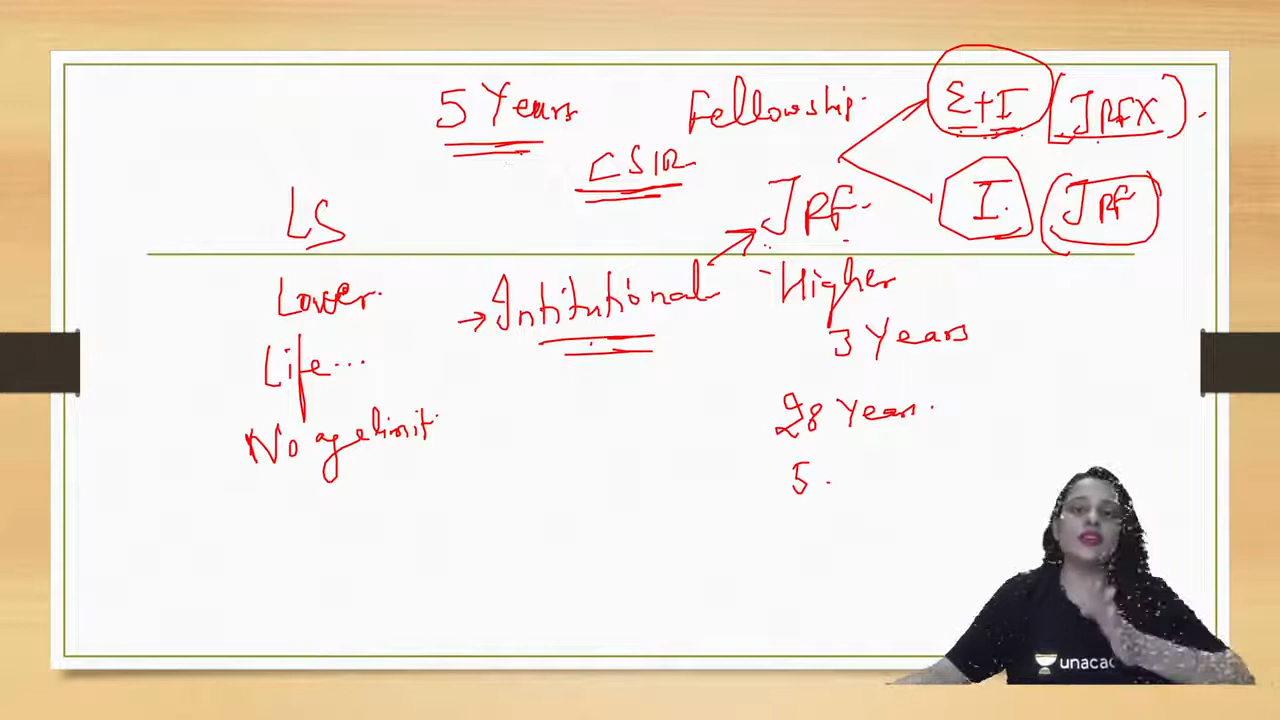 5 Years Fellowship. E+I [JRFX].
CSIR
LS JRF. I. JRF
Lower. → Intitutional Higher
Life... 3 Years
No age limit. 28 Years.
5.
unacad